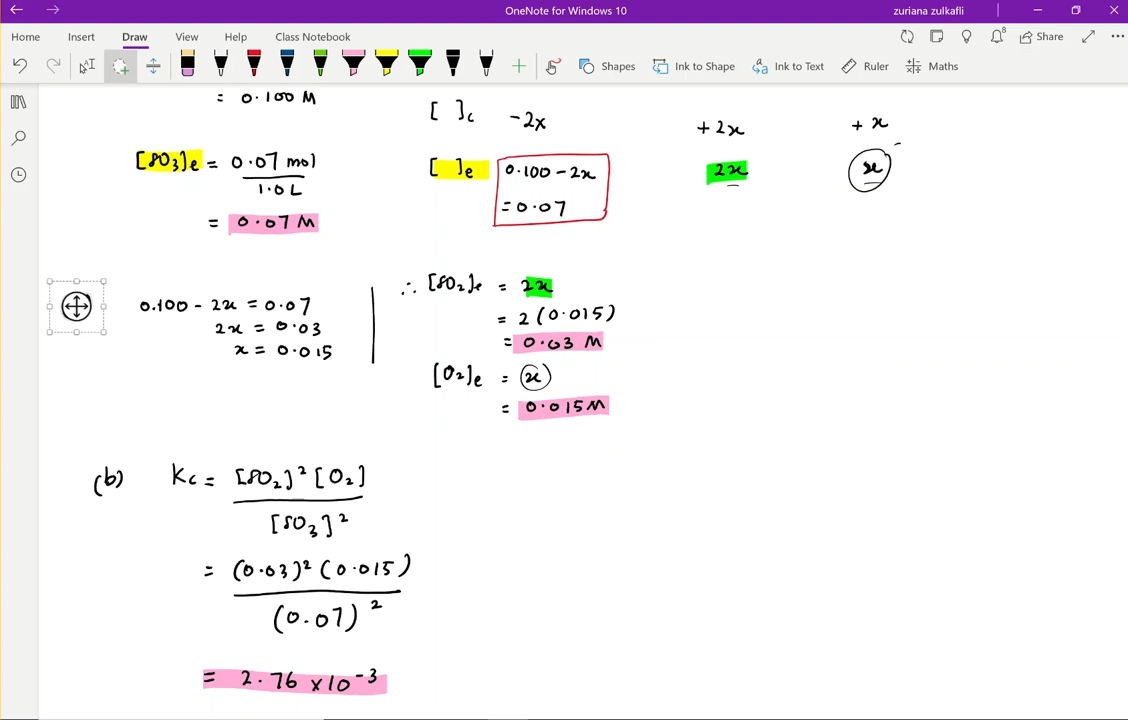 OneNote for Windows 10
zuriana zulkafli
Home Insert Draw View Help Class Notebook
8 Share
Shapes Ink to Shape Ink to Text Ruler Maths
= 0.100 M
[ ]c -2x +2x + x
[SO3]e = 0.07 mol
1.0 L
= 0.07 M
[ ]e 0.100 - 2x 2x x
= 0.07
0.100 - 2x = 0.07
2x = 0.03
x = 0.015
∴ [SO2]e = 2x
= 2 (0.015)
= 0.03 M
[O2]e = x
= 0.015 M
(b) Kc = [SO2]² [O2]
[SO3]²
= (0.03)² (0.015)
(0.07)²
= 2.76 x 10⁻³